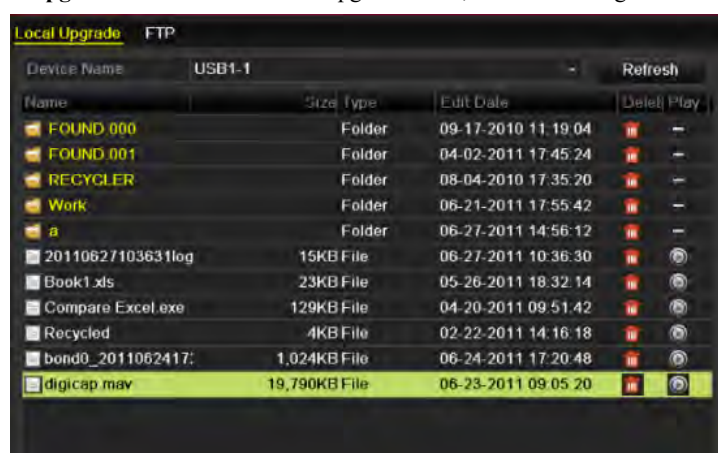 Local Upgrade FTP
Device Name USB1-1 Refresh
Name Size Type Edit Date Delet Play
FOUND.000 Folder 09-17-2010 11:19:04 –
FOUND.001 Folder 04-02-2011 17:45:24 –
RECYCLER Folder 08-04-2010 17:35:20 –
Work Folder 06-21-2011 17:55:42 –
a Folder 06-27-2011 14:56:12 –
20110627103631log 15KB File 06-27-2011 10:36:30
Book1.xls 23KB File 05-26-2011 18:32:14
Compare Excel.exe 129KB File 04-20-2011 09:51:42
Recycled 4KB File 02-22-2011 14:16:18
bond0_2011062417: 1,024KB File 06-24-2011 17:20:48
digicap.mav 19,790KB File 06-23-2011 09:05:20